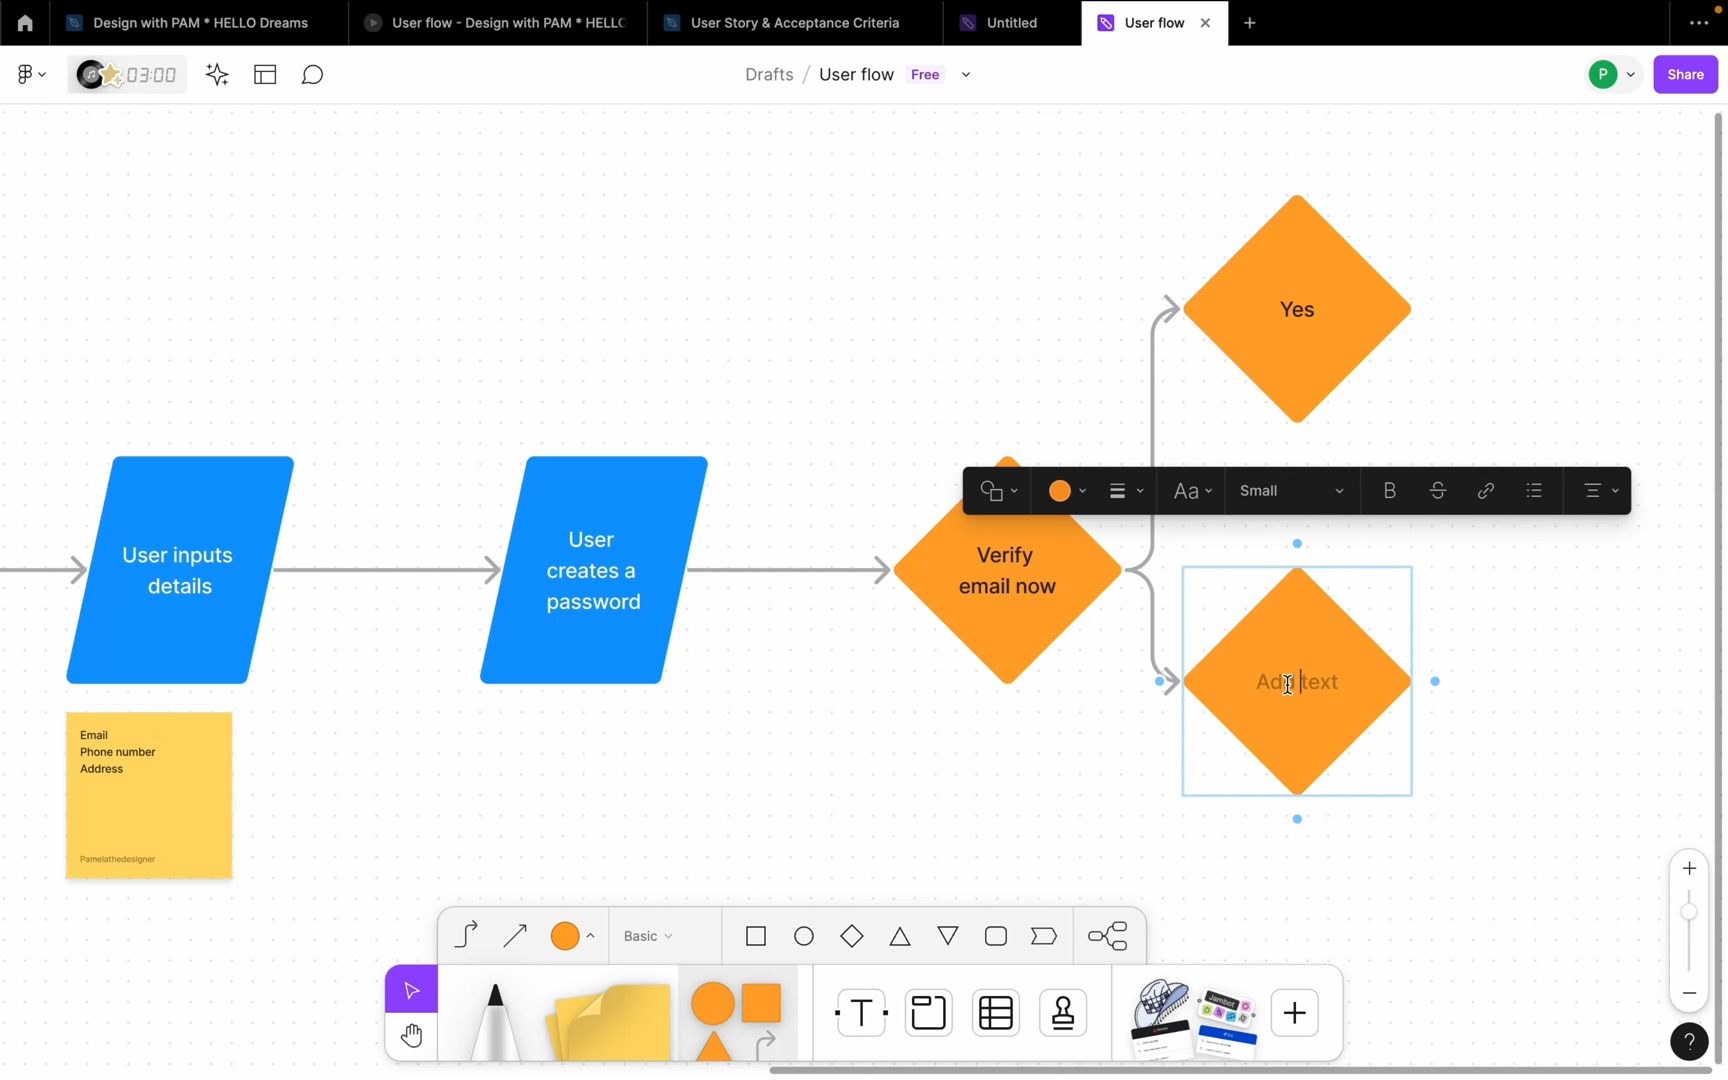 Design with PAM * HELLO Dreams
User flow - Design with PAM * HELLO
User Story & Acceptance Criteria
Untitled
User flow
03:00
Drafts / User flow Free
P
Share
Yes
Aa
Small
B
S
User inputs
details
User
creates a
password
Verify
email now
Add text
Email
Phone number
Address
Pamelathedesigner
Basic
T
Jambot
?